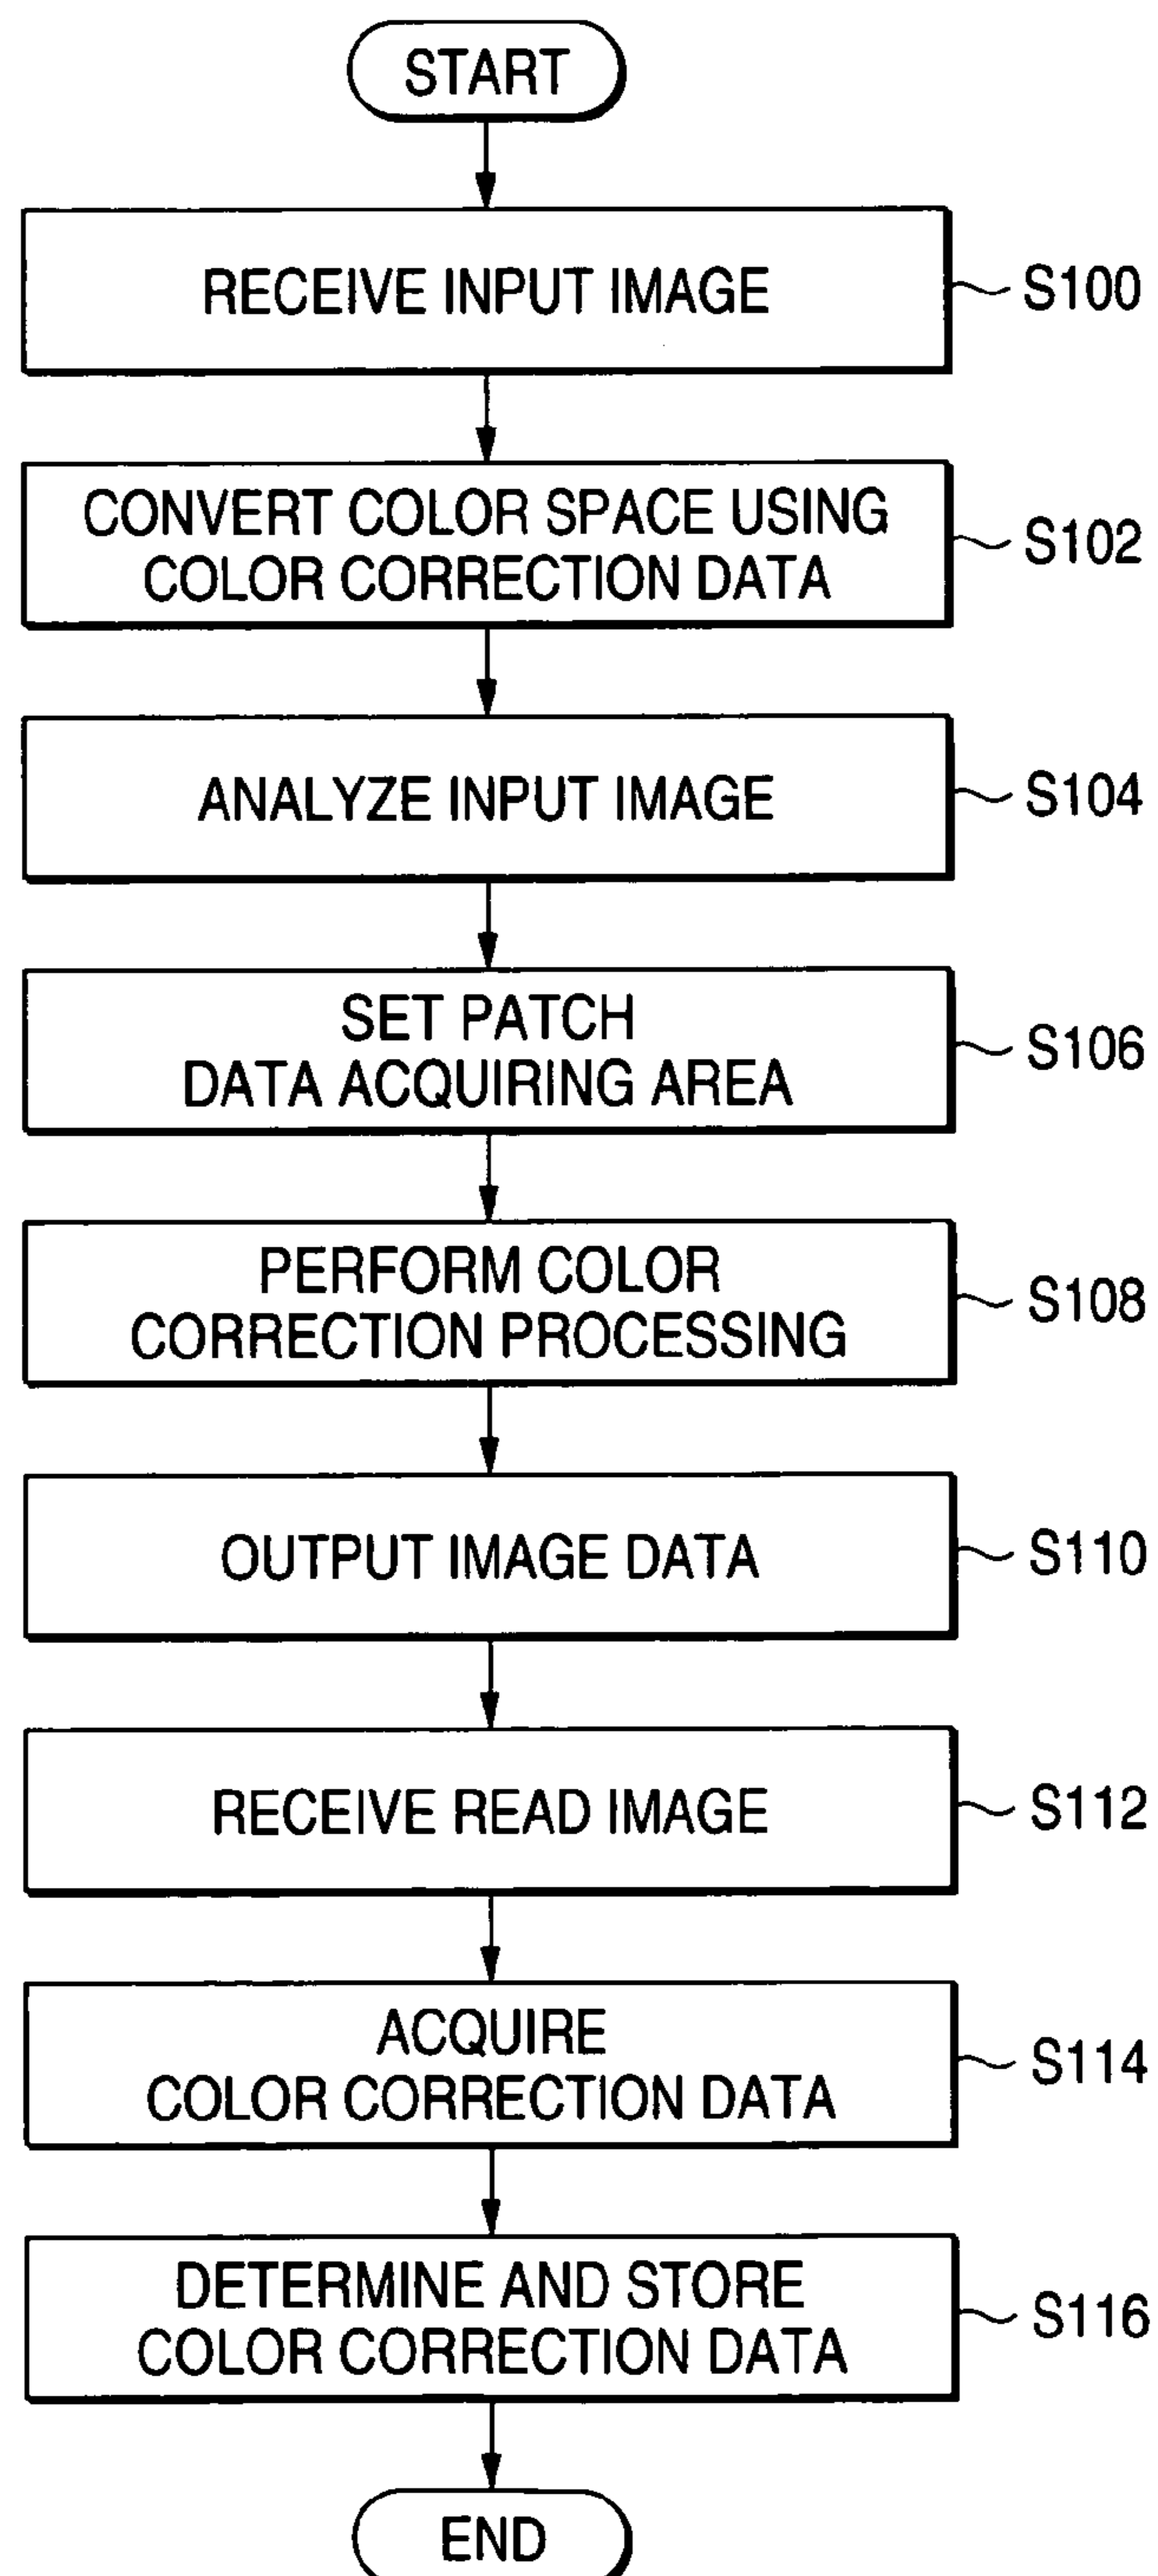 START
RECEIVE INPUT IMAGE
S100
CONVERT COLOR SPACE USING
COLOR CORRECTION DATA
S102
ANALYZE INPUT IMAGE
S104
SET PATCH
DATA ACQUIRING AREA
S106
PERFORM COLOR
CORRECTION PROCESSING
S108
OUTPUT IMAGE DATA
S110
RECEIVE READ IMAGE
S112
ACQUIRE
COLOR CORRECTION DATA
S114
DETERMINE AND STORE
COLOR CORRECTION DATA
S116
END